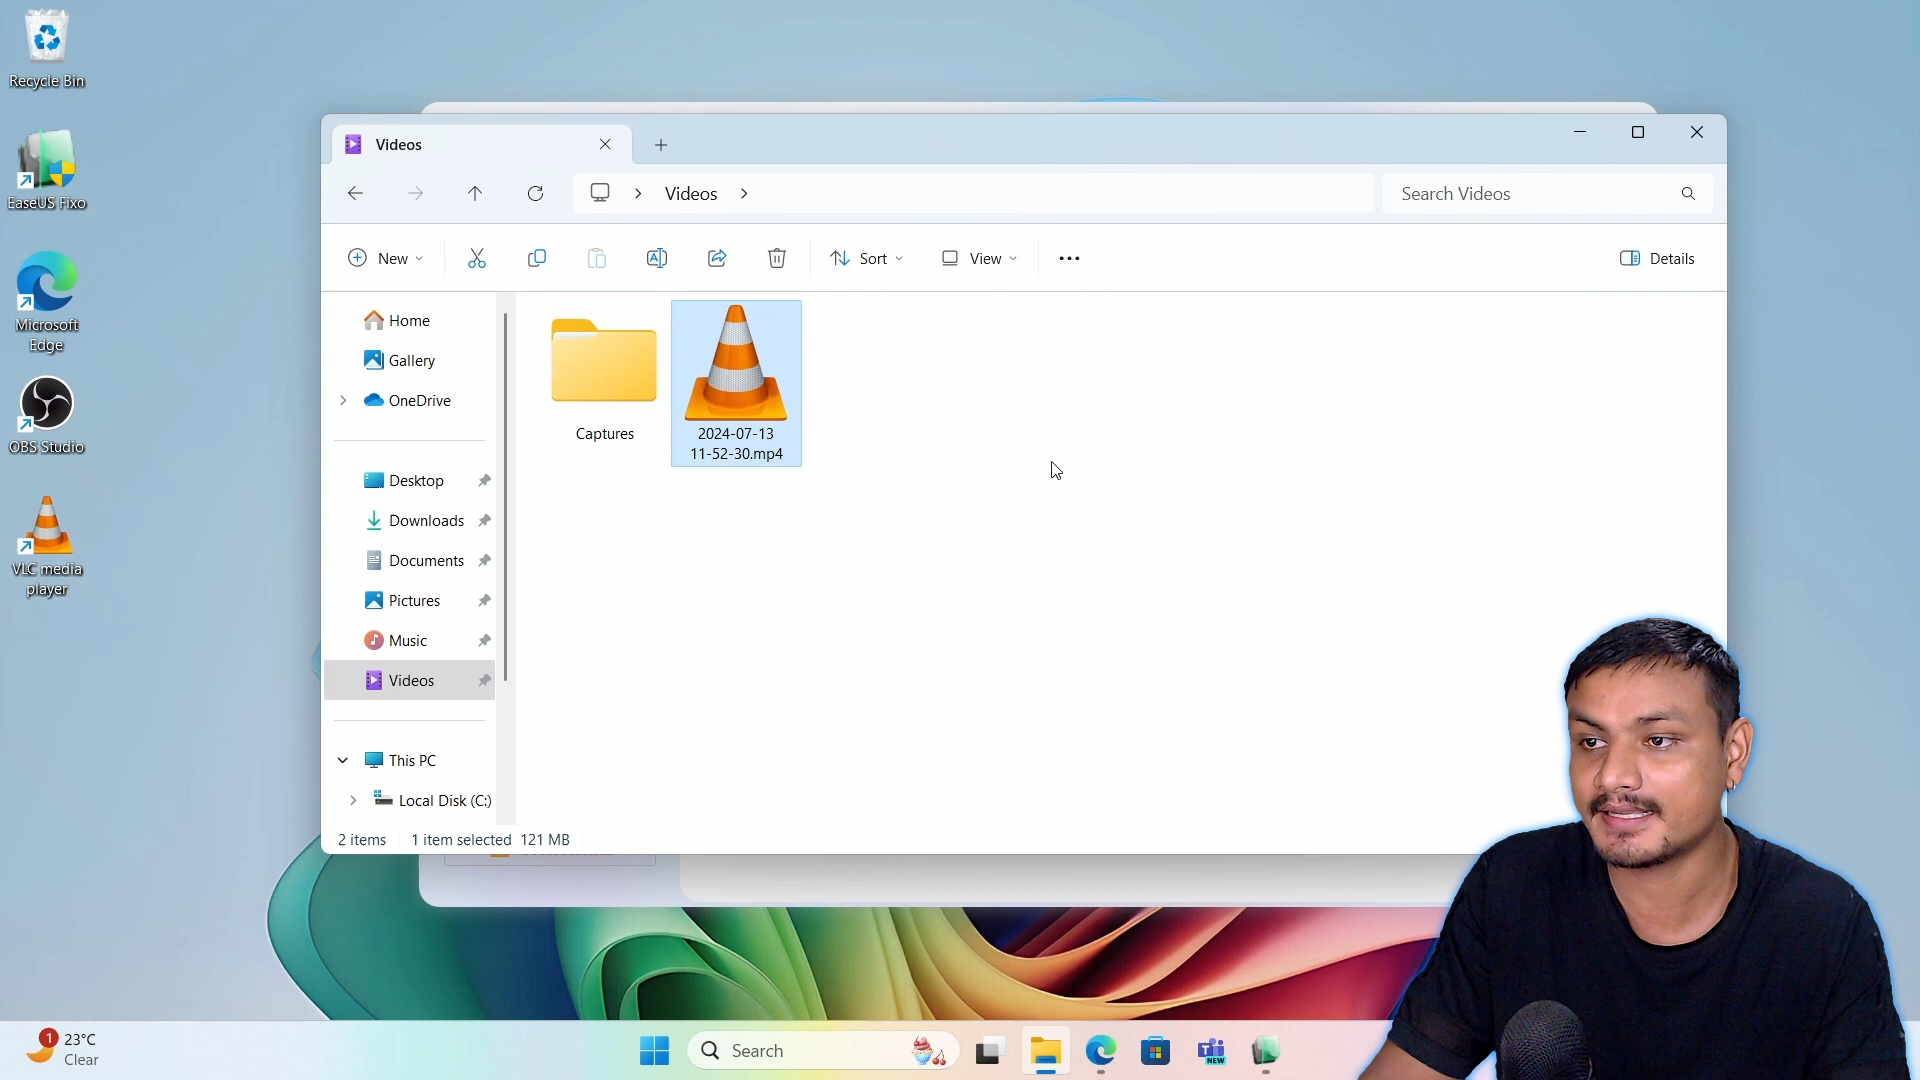 Recycle Bin
EaseUS Fixo
Microsoft
Edge
OBS Studio
VLC media
player
Videos
Videos
Search Videos
New
Sort
View
Details
Home
Gallery
OneDrive
Desktop
Downloads
Documents
Pictures
Music
Videos
This PC
Local Disk (C:)
Captures
2024-07-13
11-52-30.mp4
2 items
1 item selected 121 MB
1
23°C
Clear
Search
NEW